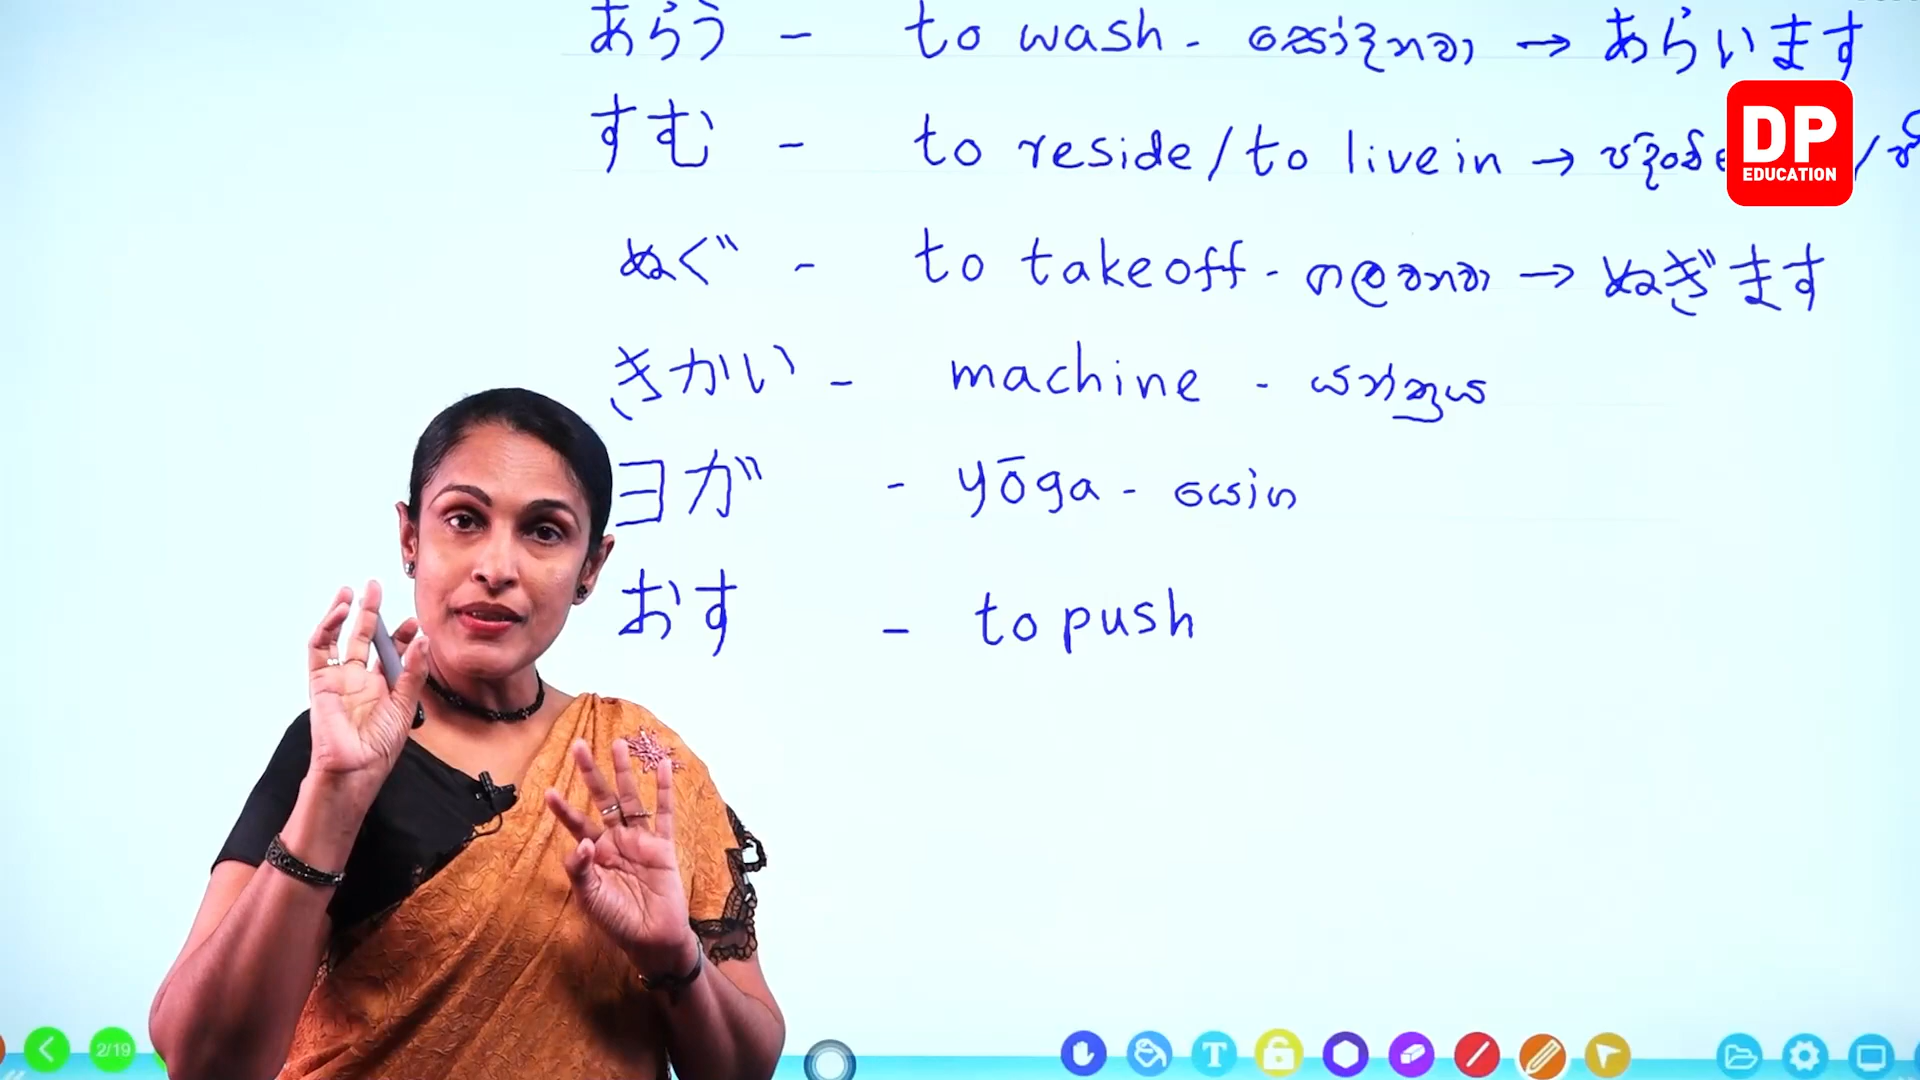 あらう - to wash - සෝදනවා → あらいます
すむ - to reside/to live in →
ぬぐ - to takeoff - ගලවනවා → ぬぎます
きかい - machine - යන්ත්‍රය
ヨガ - yōga - යෝග
おす - to push
DP
EDUCATION
2/19
T